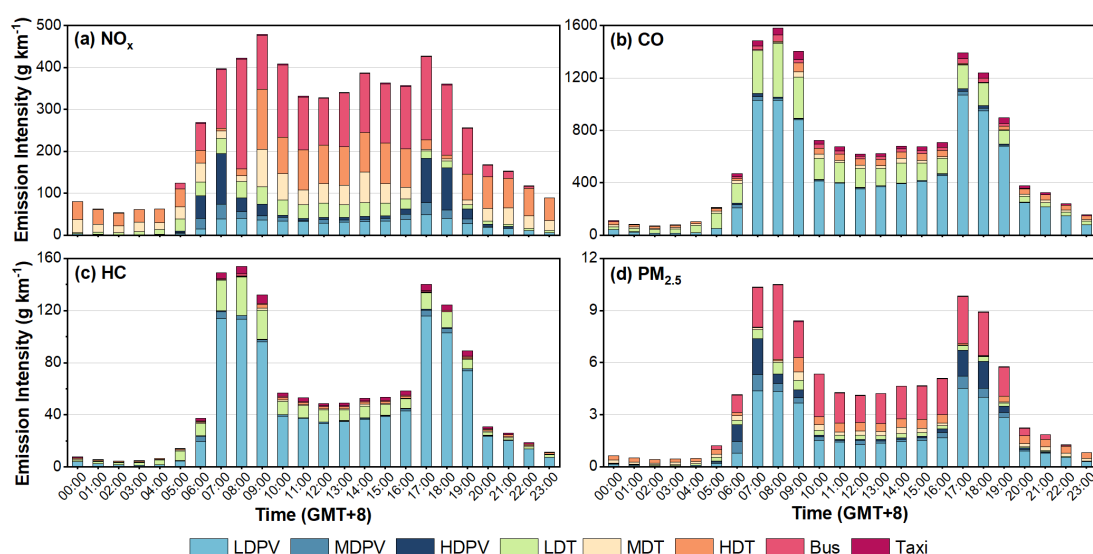 (a) NOx
(b) CO
Emission Intensity (g km-1)
500
400
300
200
100
0
1600
1200
800
400
0
(c) HC
(d) PM2.5
Emission Intensity (g km-1)
160
120
80
40
0
12
9
6
3
0
00:00 01:00 02:00 03:00 04:00 05:00 06:00 07:00 08:00 09:00 10:00 11:00 12:00 13:00 14:00 15:00 16:00 17:00 18:00 19:00 20:00 21:00 22:00 23:00
00:00 01:00 02:00 03:00 04:00 05:00 06:00 07:00 08:00 09:00 10:00 11:00 12:00 13:00 14:00 15:00 16:00 17:00 18:00 19:00 20:00 21:00 22:00 23:00
Time (GMT+8)
Time (GMT+8)
LDPV MDPV HDPV LDT MDT HDT Bus Taxi